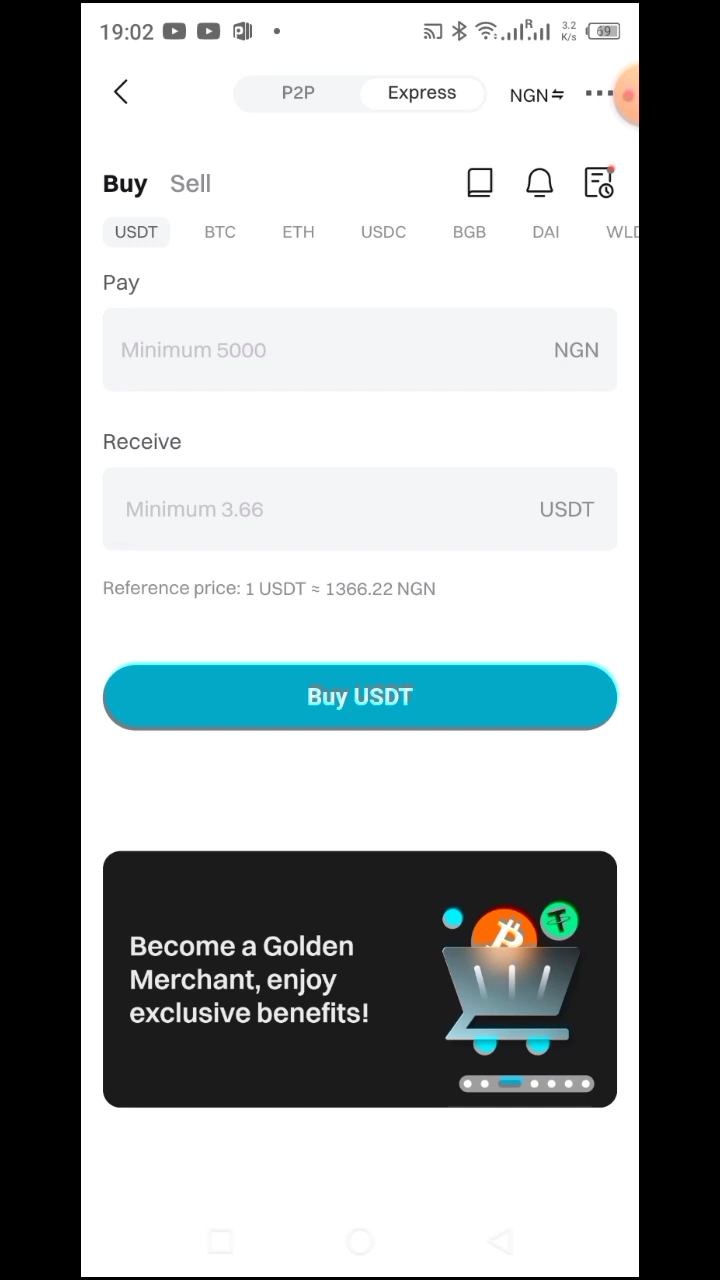 19:02 R 3.2 K/s 69
P2P Express NGN
Buy Sell
USDT BTC ETH USDC BGB DAI WLD
Pay
Minimum 5000 NGN
Receive
Minimum 3.66 USDT
Reference price: 1 USDT ≈ 1366.22 NGN
Buy USDT
Become a Golden
Merchant, enjoy
exclusive benefits!